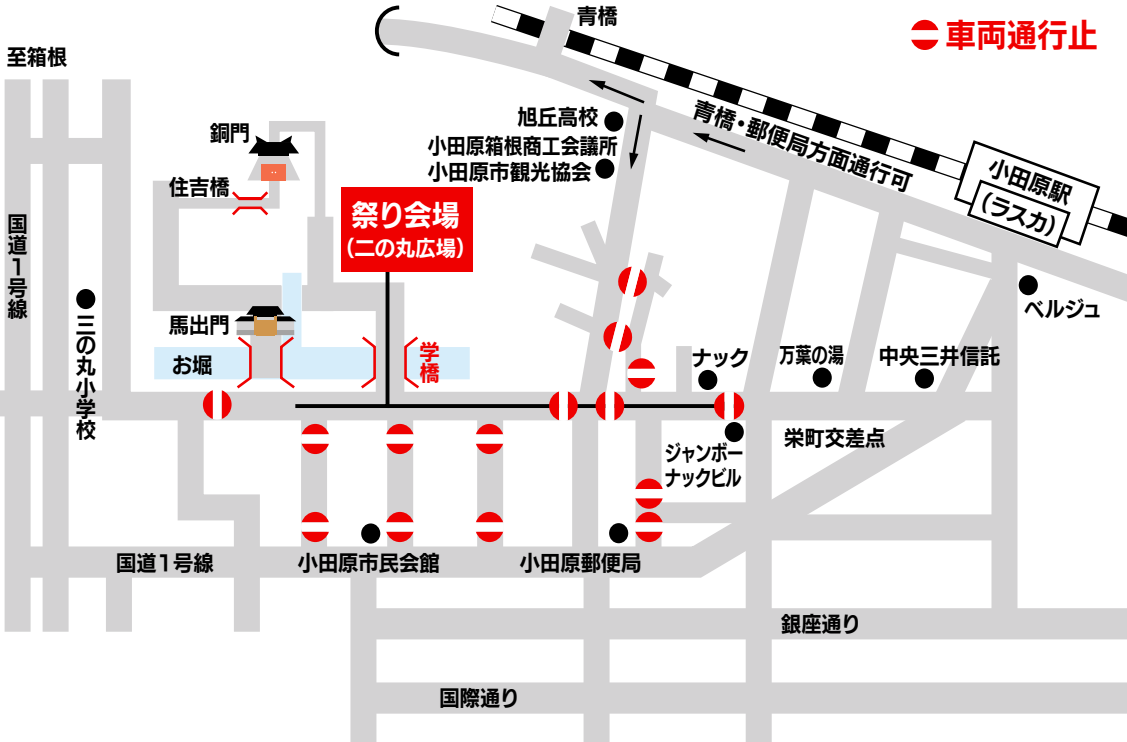 青橋
車両通行止
至箱根
旭丘高校
小田原箱根商工会議所
小田原市観光協会
青橋・郵便局方面通行可
小田原駅
(ラスカ)
銅門
住吉橋
祭り会場
(二の丸広場)
国道1号線
三の丸小学校
馬出門
お堀
学橋
ベルジュ
ナック
万葉の湯
中央三井信託
ジャンボー
ナックビル
栄町交差点
国道1号線
小田原市民会館
小田原郵便局
銀座通り
国際通り